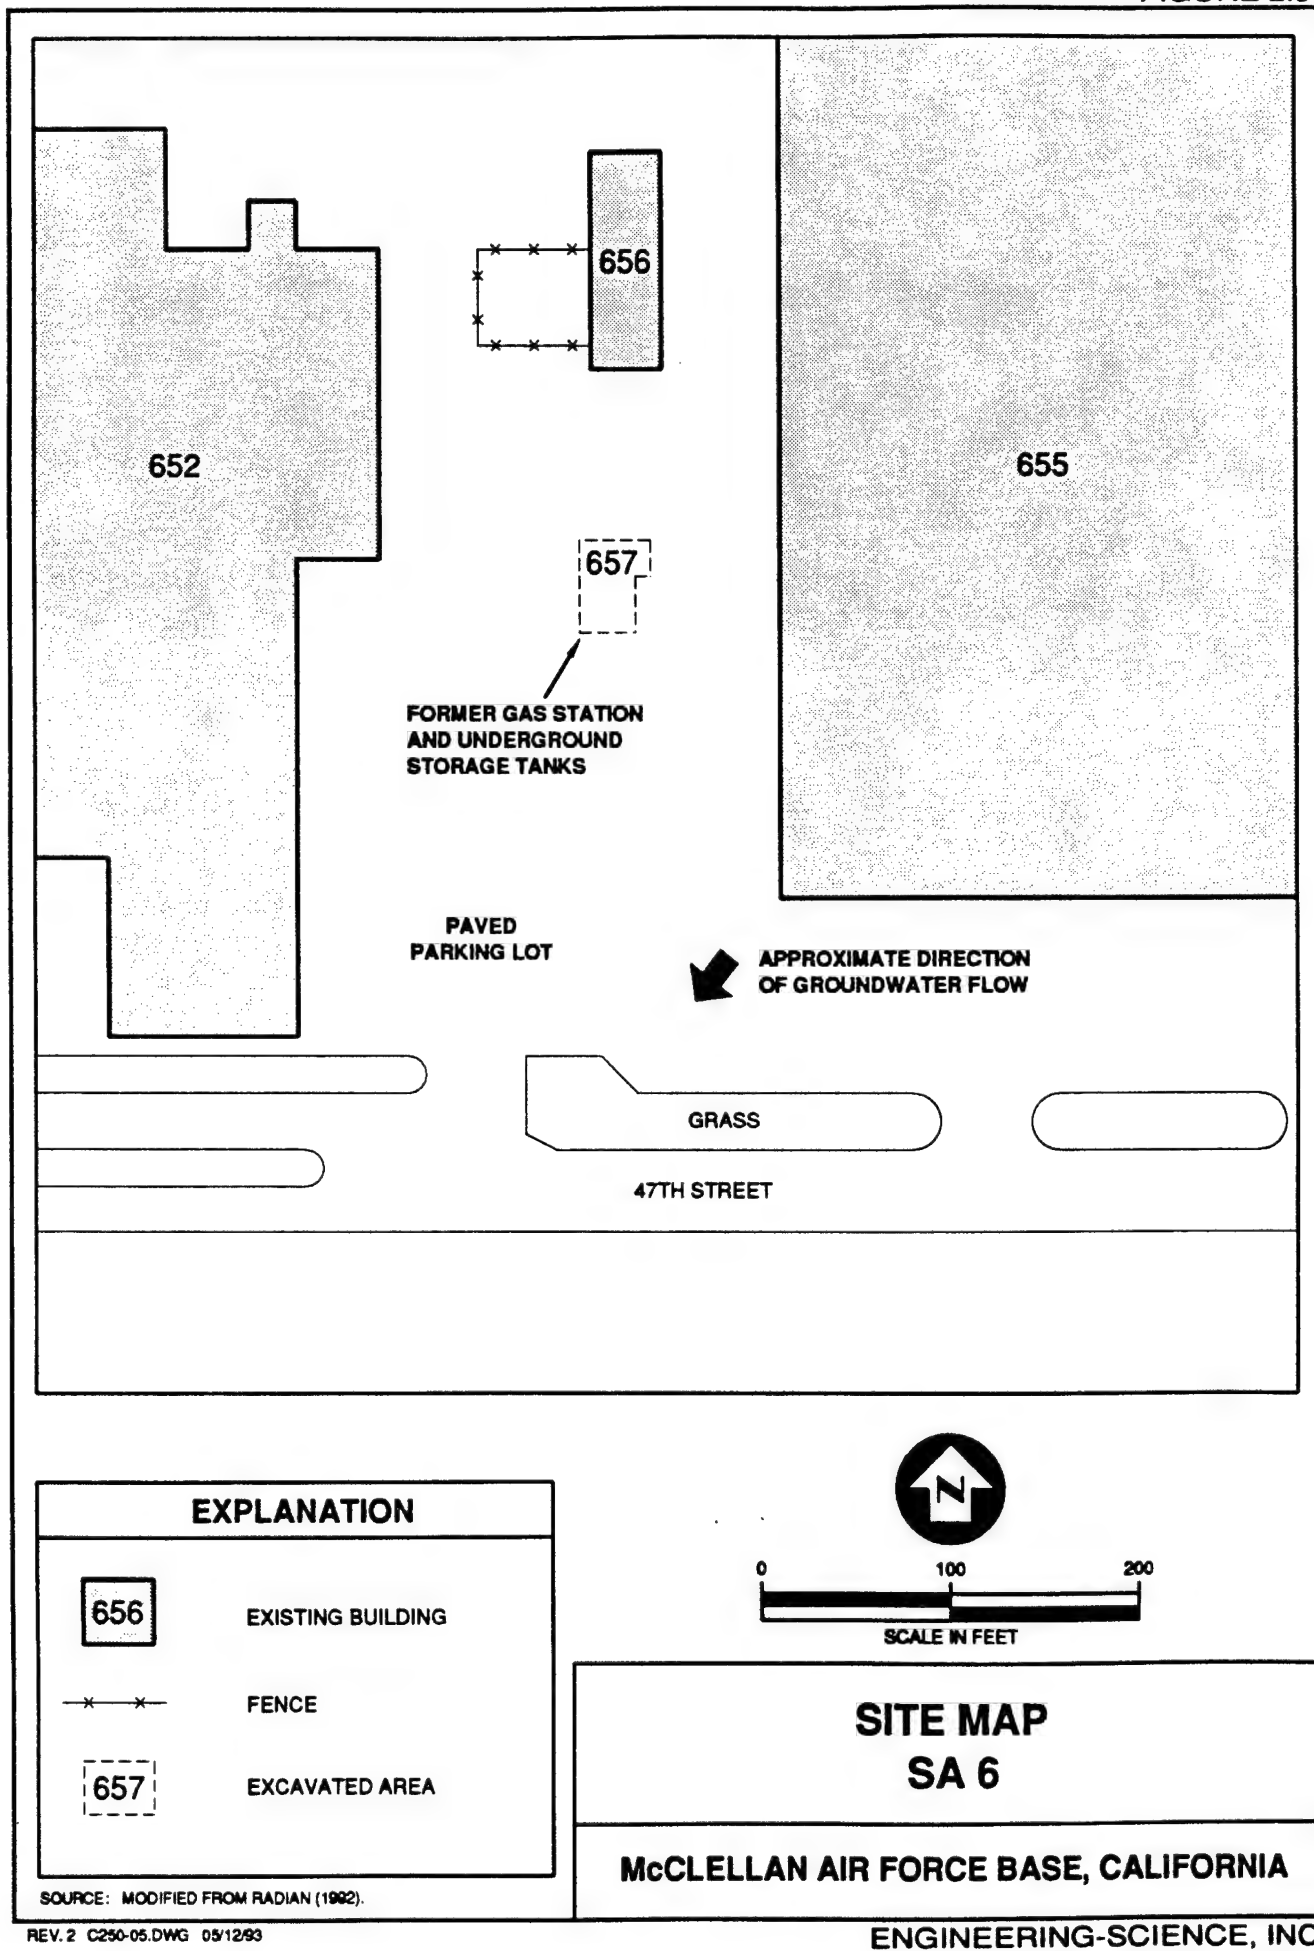 656
652
655
657
FORMER GAS STATION
AND UNDERGROUND
STORAGE TANKS
PAVED
PARKING LOT
APPROXIMATE DIRECTION
OF GROUNDWATER FLOW
GRASS
47TH STREET
N
0 100 200
SCALE IN FEET
EXPLANATION
656 EXISTING BUILDING
FENCE
657 EXCAVATED AREA
SITE MAP
SA 6
McCLELLAN AIR FORCE BASE, CALIFORNIA
SOURCE: MODIFIED FROM RADIAN (1992).
REV. 2 C250-05.DWG 05/12/93
ENGINEERING-SCIENCE, INC